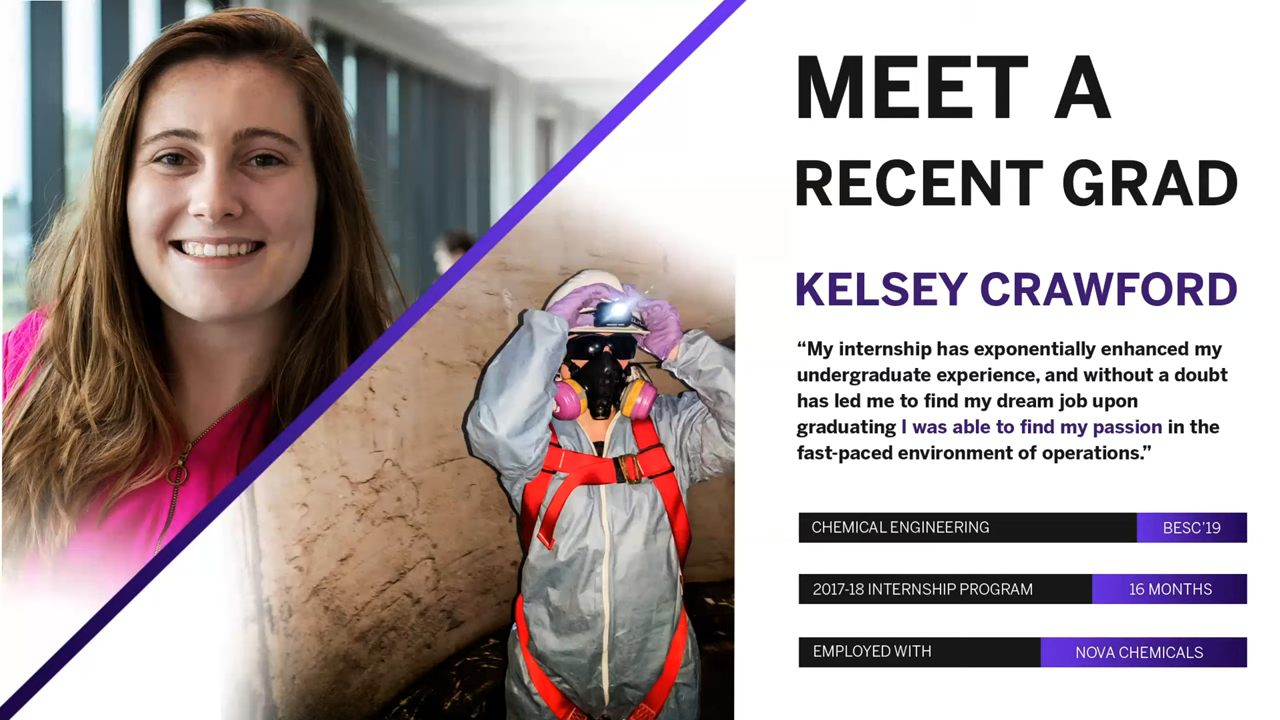 MEET A
RECENT GRAD
KELSEY CRAWFORD
“My internship has exponentially enhanced my
undergraduate experience, and without a doubt
has led me to find my dream job upon
graduating I was able to find my passion in the
fast-paced environment of operations.”
CHEMICAL ENGINEERING BESC'19
2017-18 INTERNSHIP PROGRAM 16 MONTHS
EMPLOYED WITH NOVA CHEMICALS